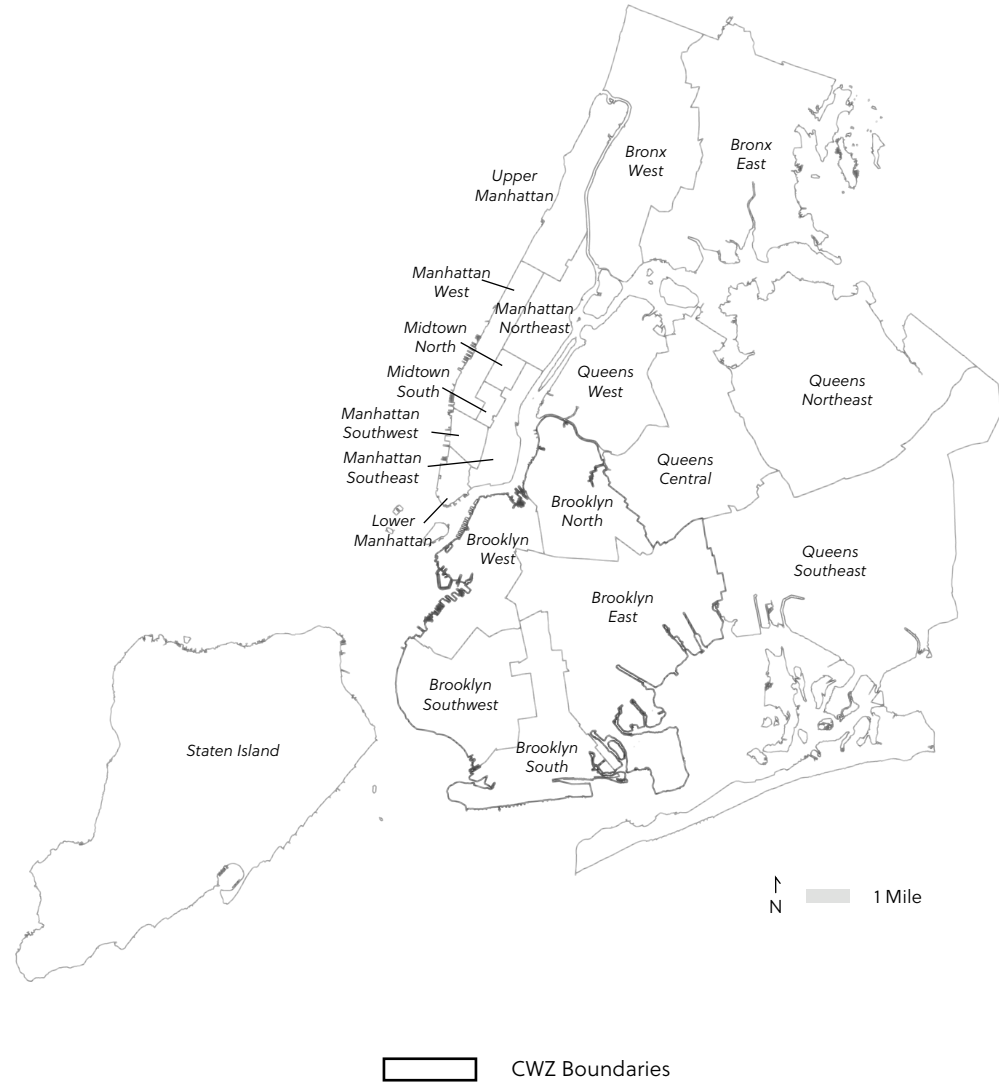 Bronx
West
Bronx
East
Upper
Manhattan
Manhattan
West
Manhattan
Northeast
Midtown
North
Midtown
South
Queens
West
Queens
Northeast
Manhattan
Southwest
Manhattan
Southeast
Queens
Central
Lower
Manhattan
Brooklyn
North
Brooklyn
West
Queens
Southeast
Brooklyn
East
Brooklyn
Southwest
Staten Island
Brooklyn
South
N
1 Mile
CWZ Boundaries